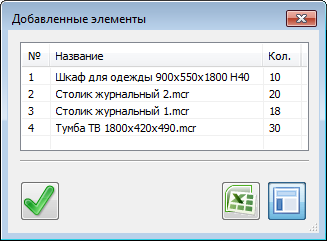 Добавленные элементы
№ Название Кол.
1 Шкаф для одежды 900x550x1800 Н40 10
2 Столик журнальный 2.mcr 20
3 Столик журнальный 1.mcr 18
4 Тумба ТВ 1800x420x490.mcr 30